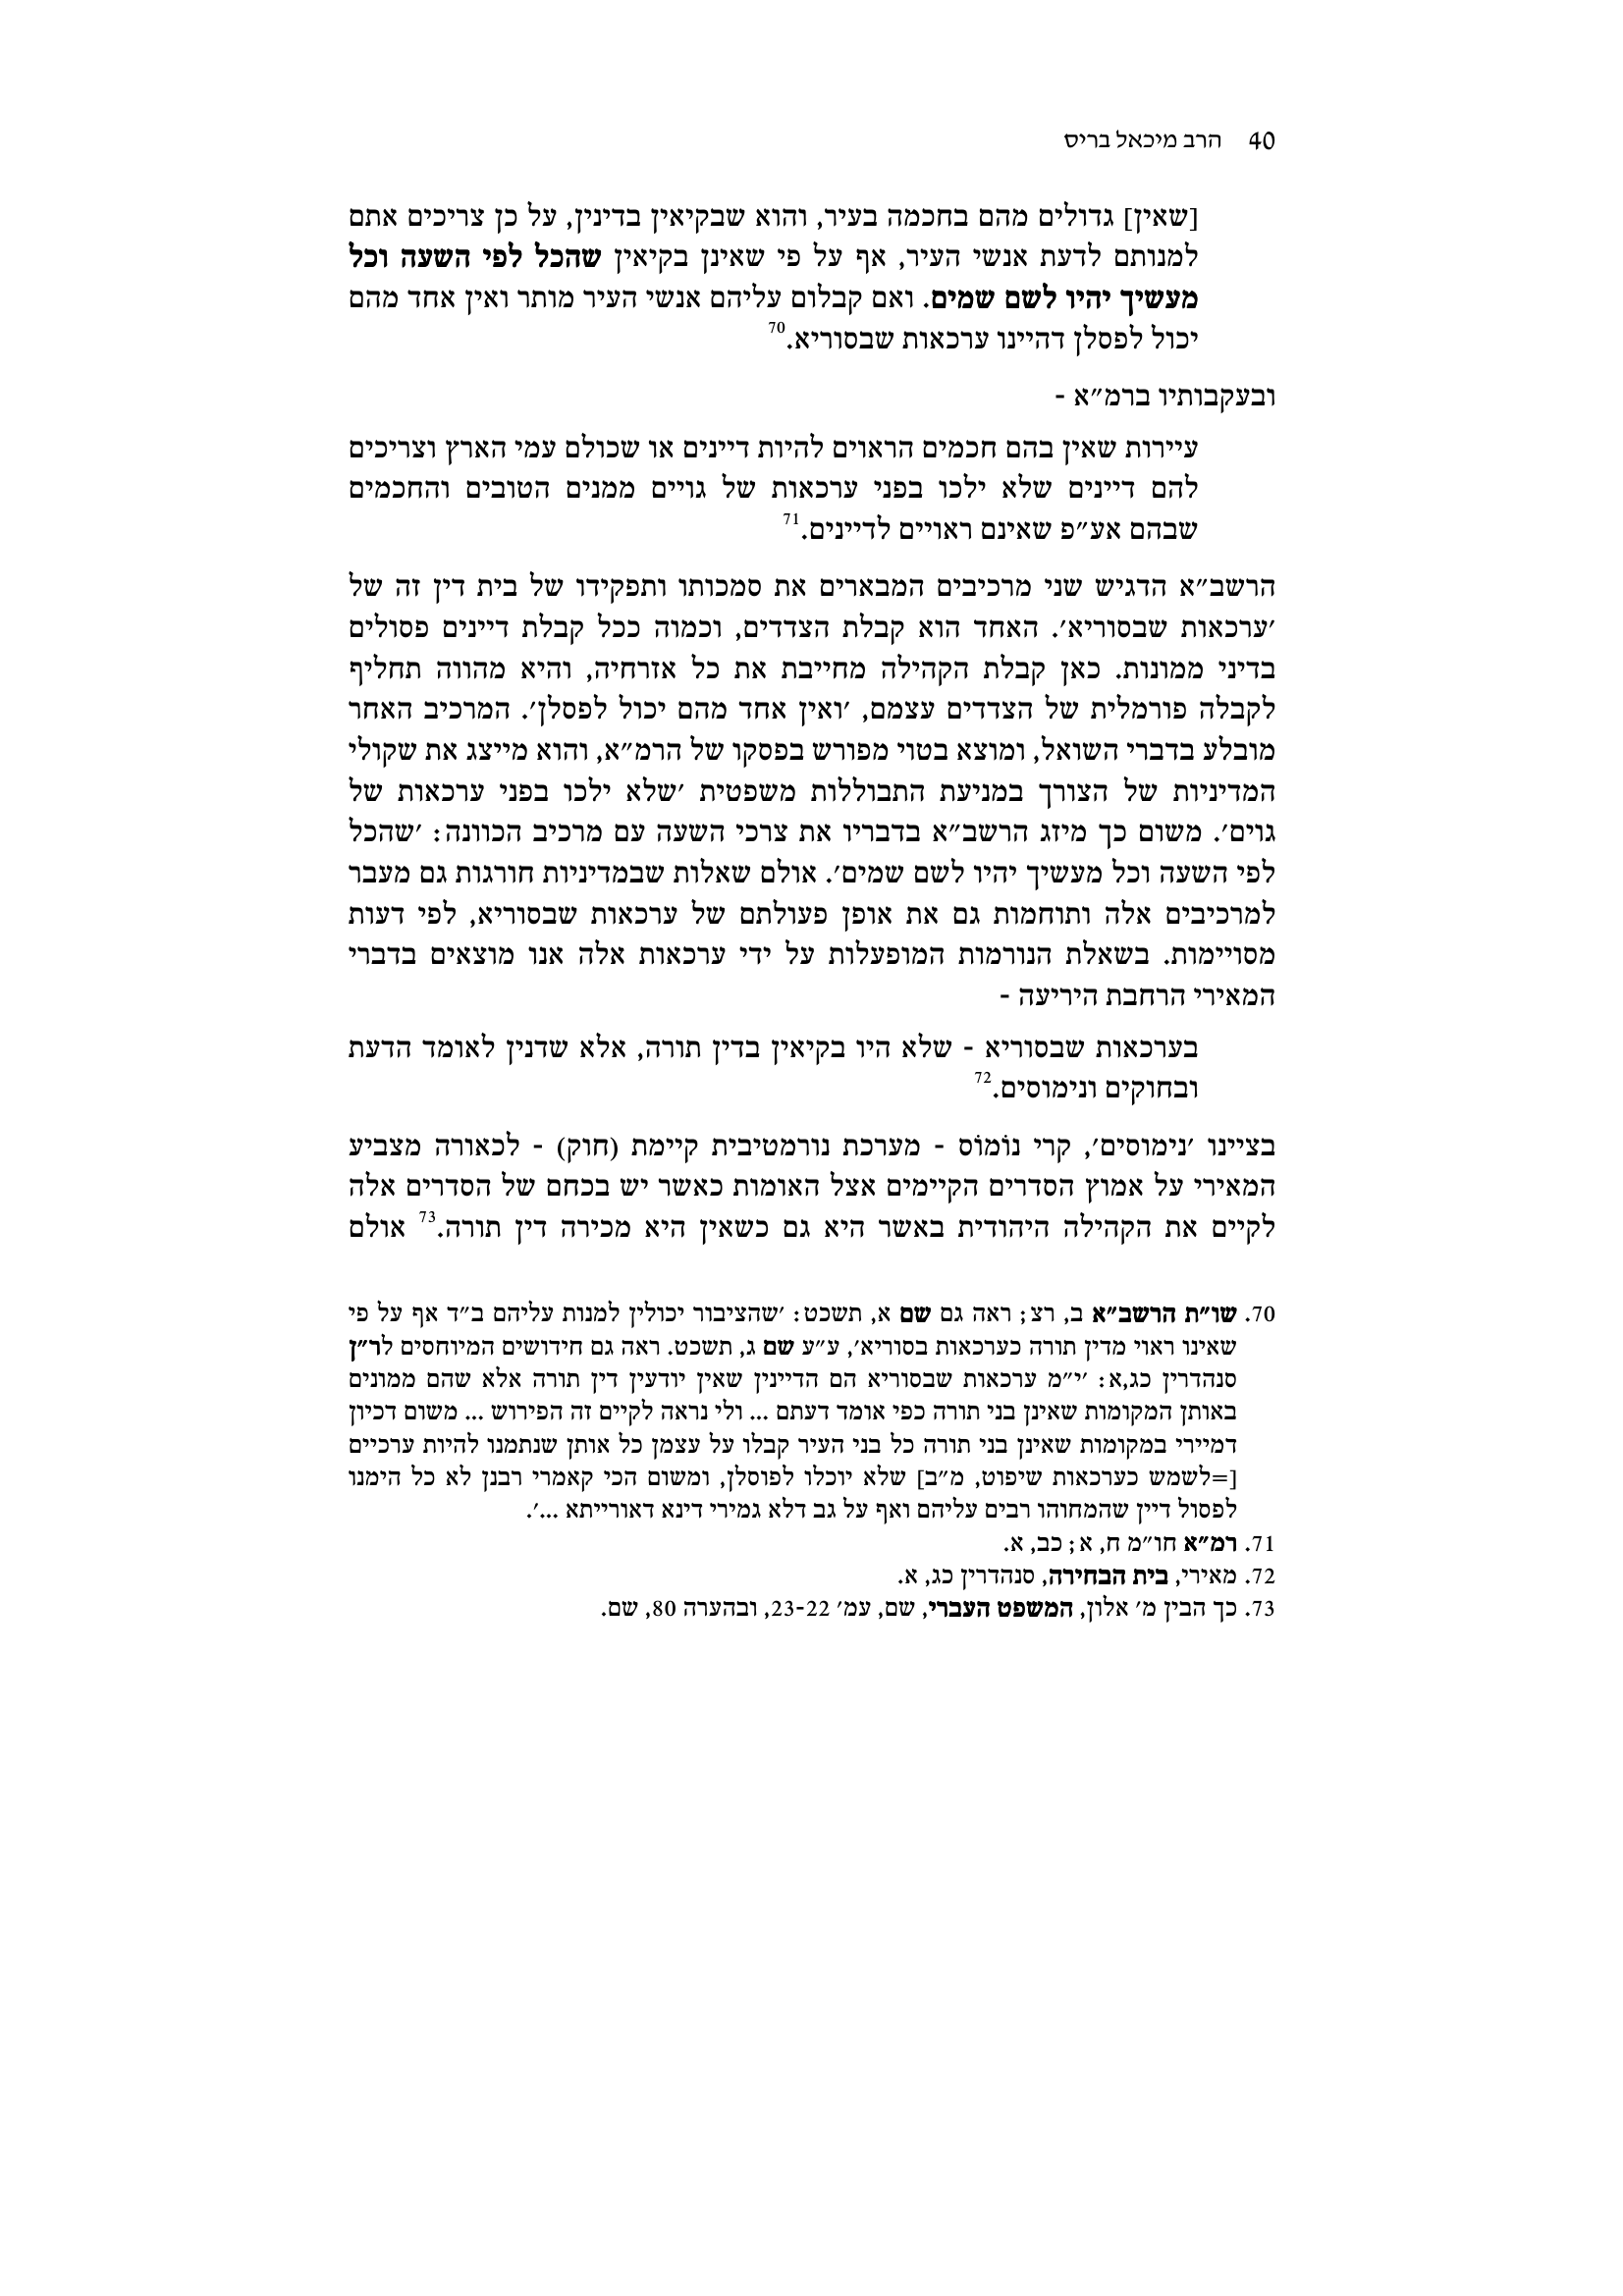 40 הרב מיכאל בריס
[שאין] גדולים מהם בחכמה בעיר, והוא שבקיאין בדינין, על כן צריכים אתם
למנותם לדעת אנשי העיר, אף על פי שאינן בקיאין שהכל לפי השעה וכל
מעשיך יהיו לשם שמים. ואם קבלום עליהם אנשי העיר מותר ואין אחד מהם
יכול לפסלן דהיינו ערכאות שבסוריא.70
ובעקבותיו ברמ״א -
עיירות שאין בהם חכמים הראוים להיות דיינים או שכולם עמי הארץ וצריכים
להם דיינים שלא ילכו בפני ערכאות של גויים ממנים הטובים והחכמים
שבהם אע״פ שאינם ראויים לדיינים.71
הרשב״א הדגיש שני מרכיבים המבארים את סמכותו ותפקידו של בית דין זה של
׳ערכאות שבסוריא׳. האחד הוא קבלת הצדדים, וכמוה ככל קבלת דיינים פסולים
בדיני ממונות. כאן קבלת הקהילה מחייבת את כל אזרחיה, והיא מהווה תחליף
לקבלה פורמלית של הצדדים עצמם, ׳ואין אחד מהם יכול לפסלן׳. המרכיב האחר
מובלע בדברי השואל, ומוצא בטוי מפורש בפסקו של הרמ״א, והוא מייצג את שקולי
המדיניות של הצורך במניעת התבוללות משפטית ׳שלא ילכו בפני ערכאות של
גוים׳. משום כך מיזג הרשב״א בדבריו את צרכי השעה עם מרכיב הכוונה: ׳שהכל
לפי השעה וכל מעשיך יהיו לשם שמים׳. אולם שאלות שבמדיניות חורגות גם מעבר
למרכיבים אלה ותוחמות גם את אופן פעולתם של ערכאות שבסוריא, לפי דעות
מסויימות. בשאלת הנורמות המופעלות על ידי ערכאות אלה אנו מוצאים בדברי
המאירי הרחבת היריעה -
בערכאות שבסוריא - שלא היו בקיאין בדין תורה, אלא שדנין לאומד הדעת
ובחוקים ונימוסים.72
בציינו ׳נימוסים׳, קרי נוֹמוֹס - מערכת נורמטיבית קיימת (חוק) - לכאורה מצביע
המאירי על אמוץ הסדרים הקיימים אצל האומות כאשר יש בכחם של הסדרים אלה
לקיים את הקהילה היהודית באשר היא גם כשאין היא מכירה דין תורה.73 אולם
70. שו״ת הרשב״א ב, רצ; ראה גם שם א, תשכט: ׳שהציבור יכולין למנות עליהם ב״ד אף על פי
שאינו ראוי מדין תורה כערכאות בסוריא׳, ע״ע שם ג, תשכט. ראה גם חידושים המיוחסים לר״ן
סנהדרין כג,א: ׳י״מ ערכאות שבסוריא הם הדיינין שאין יודעין דין תורה אלא שהם ממונים
באותן המקומות שאינן בני תורה כפי אומד דעתם ... ולי נראה לקיים זה הפירוש ... משום דכיון
דמיירי במקומות שאינן בני תורה כל בני העיר קבלו על עצמן כל אותן שנתמנו להיות ערכיים
[=לשמש כערכאות שיפוט, מ״ב] שלא יוכלו לפוסלן, ומשום הכי קאמרי רבנן לא כל הימנו
לפסול דיין שהמחוהו רבים עליהם ואף על גב דלא גמירי דינא דאורייתא ...׳.
71. רמ״א חו״מ ח, א; כב, א.
72. מאירי, בית הבחירה, סנהדרין כג, א.
73. כך הבין מ׳ אלון, המשפט העברי, שם, עמ׳ 23-22, ובהערה 80, שם.